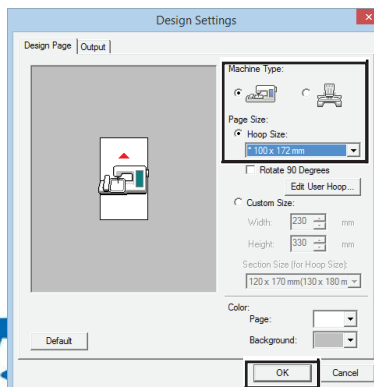 Design Settings
Design Page
Output
Machine Type:
Page Size:
Hoop Size:
* 100 x 172 mm
Rotate 90 Degrees
Edit User Hoop...
Custom Size:
Width: 230 mm
Height: 330 mm
Section Size (for Hoop Size):
120 x 170 mm(130 x 180 m
Color:
Page:
Background:
Default
OK
Cancel